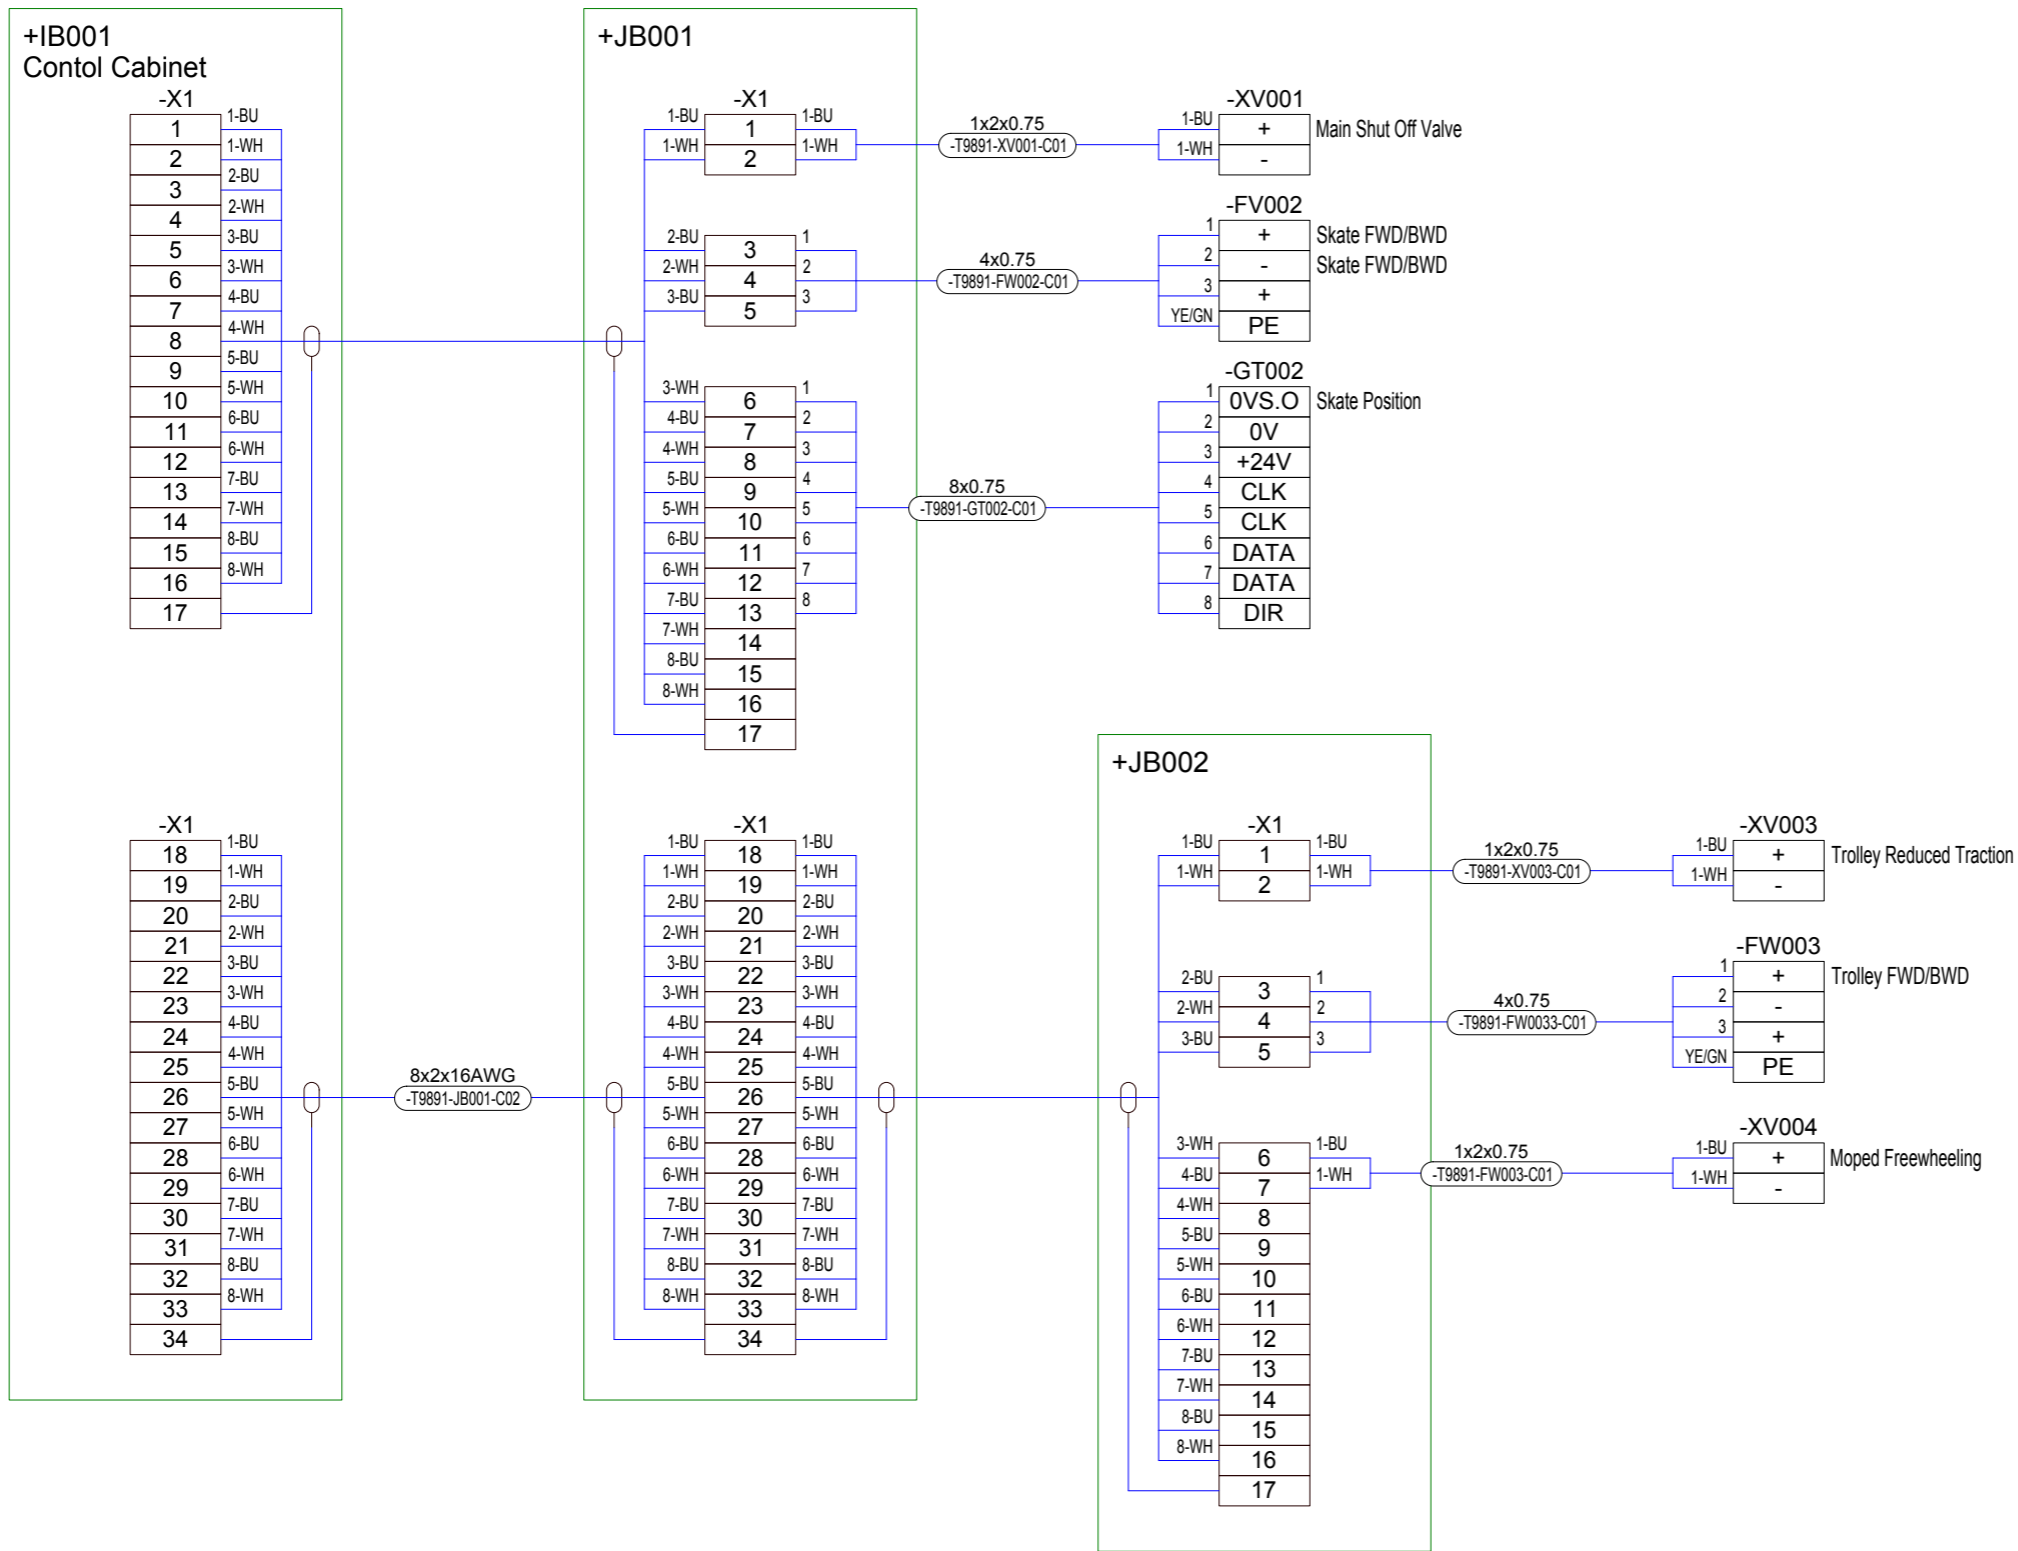 +IB001
Contol Cabinet
-X1
1 1-BU
2 1-WH
3 2-BU
4 2-WH
5 3-BU
6 3-WH
7 4-BU
8 4-WH
9 5-BU
10 5-WH
11 6-BU
12 6-WH
13 7-BU
14 7-WH
15 8-BU
16 8-WH
17
-X1
18 1-BU
19 1-WH
20 2-BU
21 2-WH
22 3-BU
23 3-WH
24 4-BU
25 4-WH
26 5-BU
27 5-WH
28 6-BU
29 6-WH
30 7-BU
31 7-WH
32 8-BU
33 8-WH
34
8x2x16AWG
-T9891-JB001-C02
+JB001
-X1
1-BU 1 1-BU
1-WH 2 1-WH
2-BU 3 1
2-WH 4 2
3-BU 5 3
3-WH 6 1
4-BU 7 2
4-WH 8 3
5-BU 9 4
5-WH 10 5
6-BU 11 6
6-WH 12 7
7-BU 13 8
7-WH 14
8-BU 15
8-WH 16
17
-X1
1-BU 18 1-BU
1-WH 19 1-WH
2-BU 20 2-BU
2-WH 21 2-WH
3-BU 22 3-BU
3-WH 23 3-WH
4-BU 24 4-BU
4-WH 25 4-WH
5-BU 26 5-BU
5-WH 27 5-WH
6-BU 28 6-BU
6-WH 29 6-WH
7-BU 30 7-BU
7-WH 31 7-WH
8-BU 32 8-BU
8-WH 33 8-WH
34
1x2x0.75
-T9891-XV001-C01
-XV001
1-BU + Main Shut Off Valve
1-WH -
4x0.75
-T9891-FW002-C01
-FV002
1 + Skate FWD/BWD
2 - Skate FWD/BWD
3 +
YE/GN PE
8x0.75
-T9891-GT002-C01
-GT002
1 0VS.O Skate Position
2 0V
3 +24V
4 CLK
5 CLK
6 DATA
7 DATA
8 DIR
+JB002
-X1
1-BU 1 1-BU
1-WH 2 1-WH
2-BU 3 1
2-WH 4 2
3-BU 5 3
3-WH 6 1-BU
4-BU 7 1-WH
4-WH 8
5-BU 9
5-WH 10
6-BU 11
6-WH 12
7-BU 13
7-WH 14
8-BU 15
8-WH 16
17
1x2x0.75
-T9891-XV003-C01
-XV003
1-BU + Trolley Reduced Traction
1-WH -
4x0.75
-T9891-FW0033-C01
-FW003
1 + Trolley FWD/BWD
2 -
3 +
YE/GN PE
1x2x0.75
-T9891-FW003-C01
-XV004
1-BU + Moped Freewheeling
1-WH -